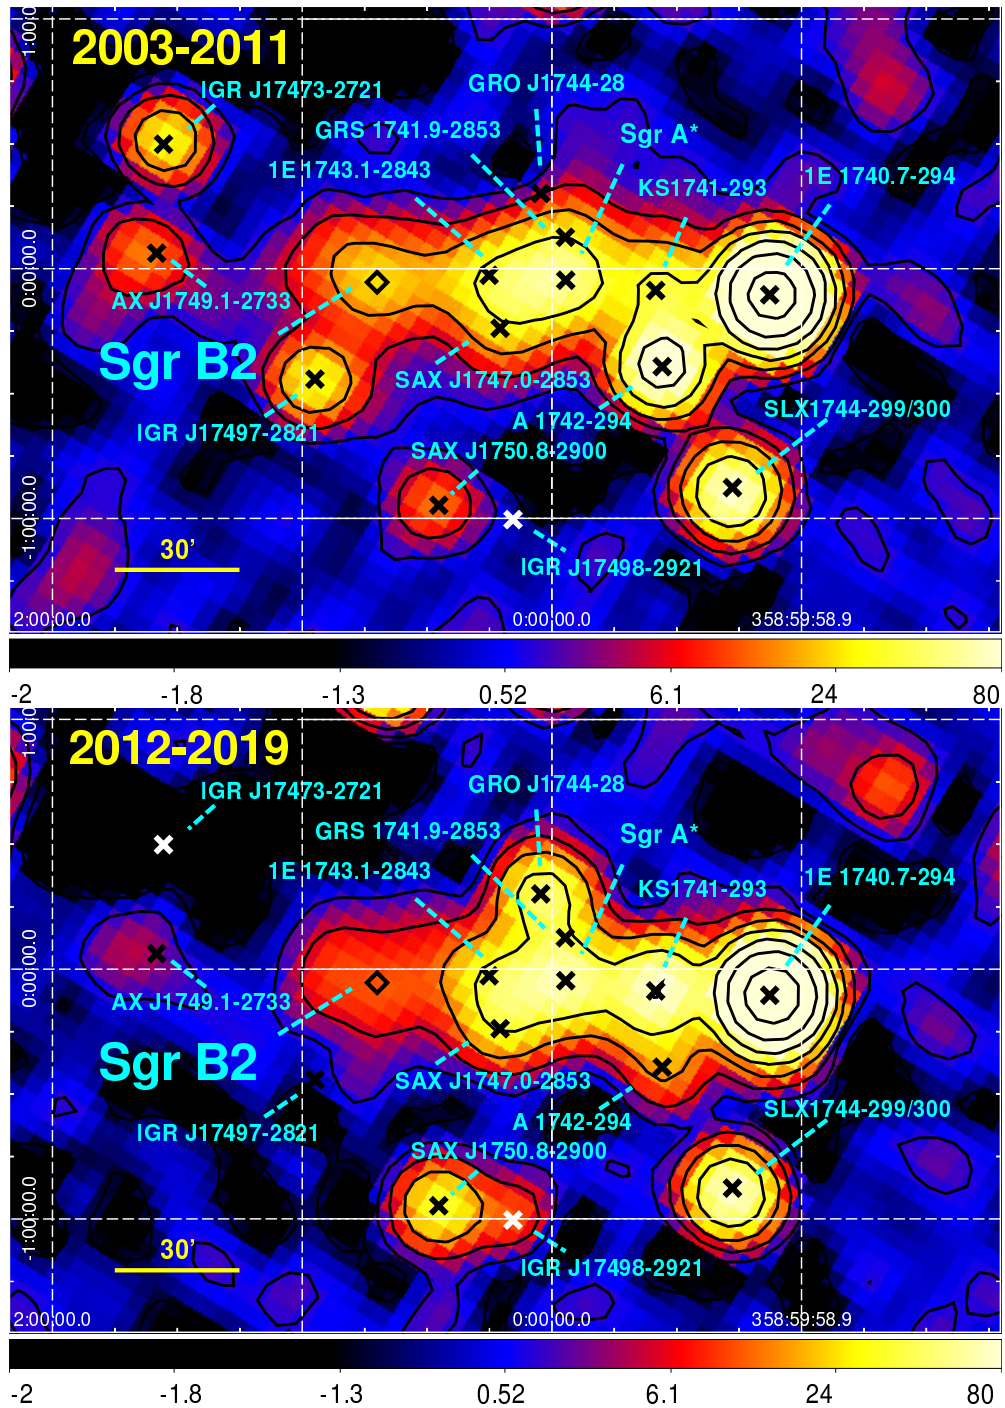 1:00:00.0
2003-2011
IGR J17473-2721
GRO J1744-28
GRS 1741.9-2853
Sgr A*
1E 1743.1-2843
KS1741-293
1E 1740.7-294
0:00:00.0
AX J1749.1-2733
Sgr B2
SAX J1747.0-2853
A 1742-294
SLX1744-299/300
IGR J17497-2821
SAX J1750.8-2900
-1:00:00.0
30'
IGR J17498-2921
2:00:00.0 0:00:00.0 358:59:58.9
-2 -1.8 -1.3 0.52 6.1 24 80
1:00:00.0
2012-2019
IGR J17473-2721
GRO J1744-28
GRS 1741.9-2853
Sgr A*
1E 1743.1-2843
KS1741-293
1E 1740.7-294
0:00:00.0
AX J1749.1-2733
Sgr B2
SAX J1747.0-2853
A 1742-294
SLX1744-299/300
IGR J17497-2821
SAX J1750.8-2900
-1:00:00.0
30'
IGR J17498-2921
2:00:00.0 0:00:00.0 358:59:58.9
-2 -1.8 -1.3 0.52 6.1 24 80